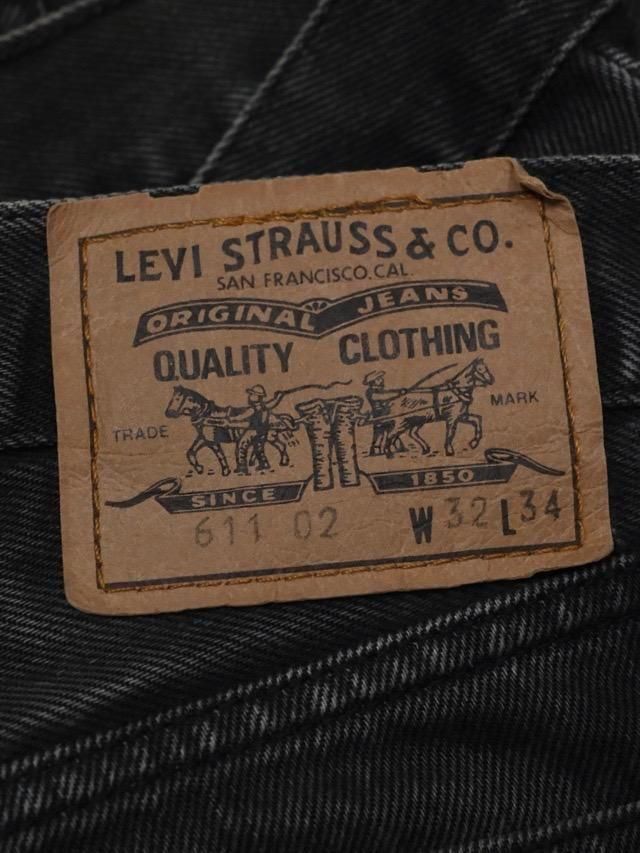 LEVI STRAUSS & CO.
SAN FRANCISCO. CAL.
ORIGINAL JEANS
QUALITY CLOTHING
TRADE MARK
SINCE 1850
611 02 W 32 L 34